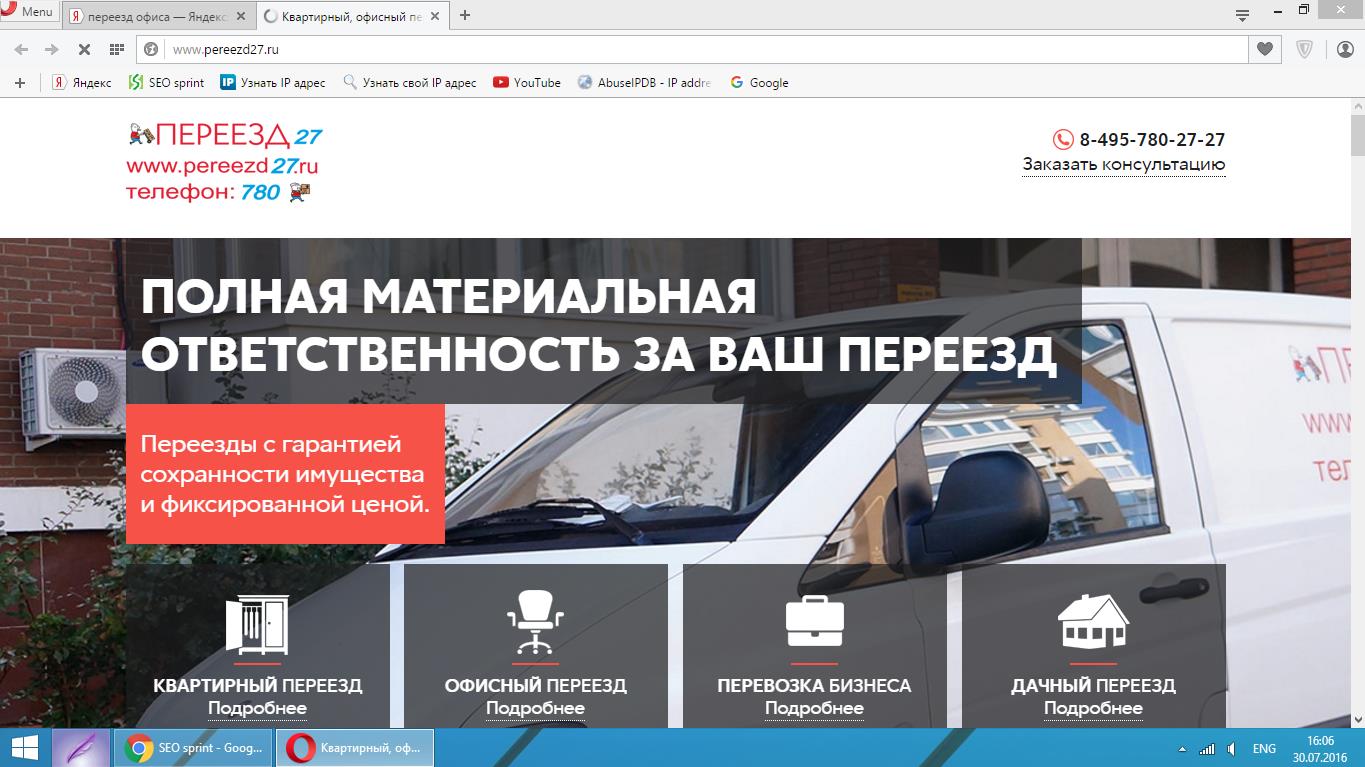 Menu
переезд офиса — Яндекс
Квартирный, офисный пе
www.pereezd27.ru
Яндекс
SEO sprint
IP
Узнать IP адрес
Узнать свой IP адрес
YouTube
AbuseIPDB - IP addre
Google
ПЕРЕЕЗД 27
www.pereezd27.ru
телефон: 780
8-495-780-27-27
Заказать консультацию
ПОЛНАЯ МАТЕРИАЛЬНАЯ
ОТВЕТСТВЕННОСТЬ ЗА ВАШ ПЕРЕЕЗД
Переезды с гарантией
сохранности имущества
и фиксированной ценой.
КВАРТИРНЫЙ ПЕРЕЕЗД
Подробнее
ОФИСНЫЙ ПЕРЕЕЗД
Подробнее
ПЕРЕВОЗКА БИЗНЕСА
Подробнее
ДАЧНЫЙ ПЕРЕЕЗД
Подробнее
SEO sprint - Goog...
Квартирный, оф...
ENG
16:06
30.07.2016